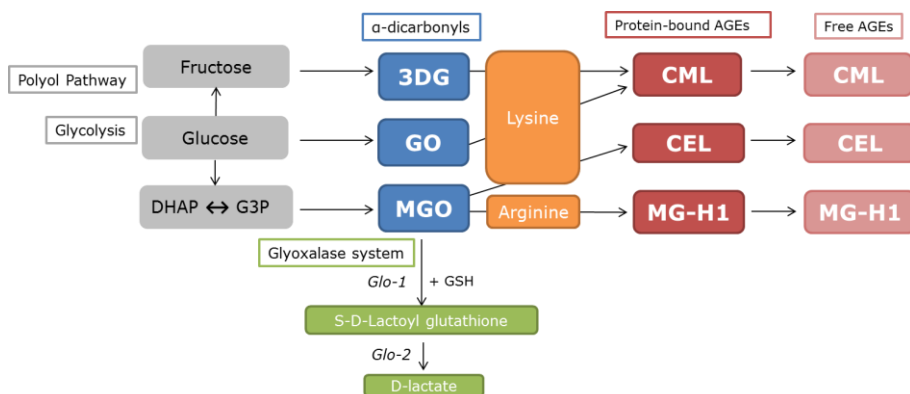 α-dicarbonyls
Protein-bound AGEs
Free AGEs
Polyol Pathway
Fructose
3DG
Lysine
CML
CML
Glycolysis
Glucose
GO
CEL
CEL
DHAP ↔ G3P
MGO
Arginine
MG-H1
MG-H1
Glyoxalase system
Glo-1
+ GSH
S-D-Lactoyl glutathione
Glo-2
D-lactate